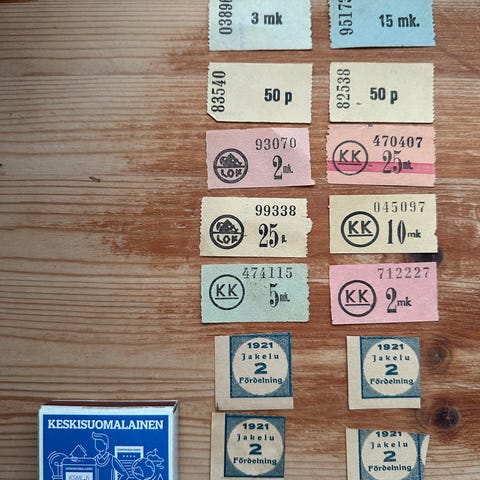 3 mk
15 mk.
83540
50 p
82538
50 p
93070
LOK
2 mk.
470407
KK
25 mk.
99338
LOK
25 p.
045097
KK
10 mk
474115
KK
5 mk.
712227
KK
2 mk
1921
Jakelu
2
Fördelning
1921
Jakelu
2
Fördelning
1921
Jakelu
2
Fördelning
1921
Jakelu
2
Fördelning
KESKISUOMALAINEN